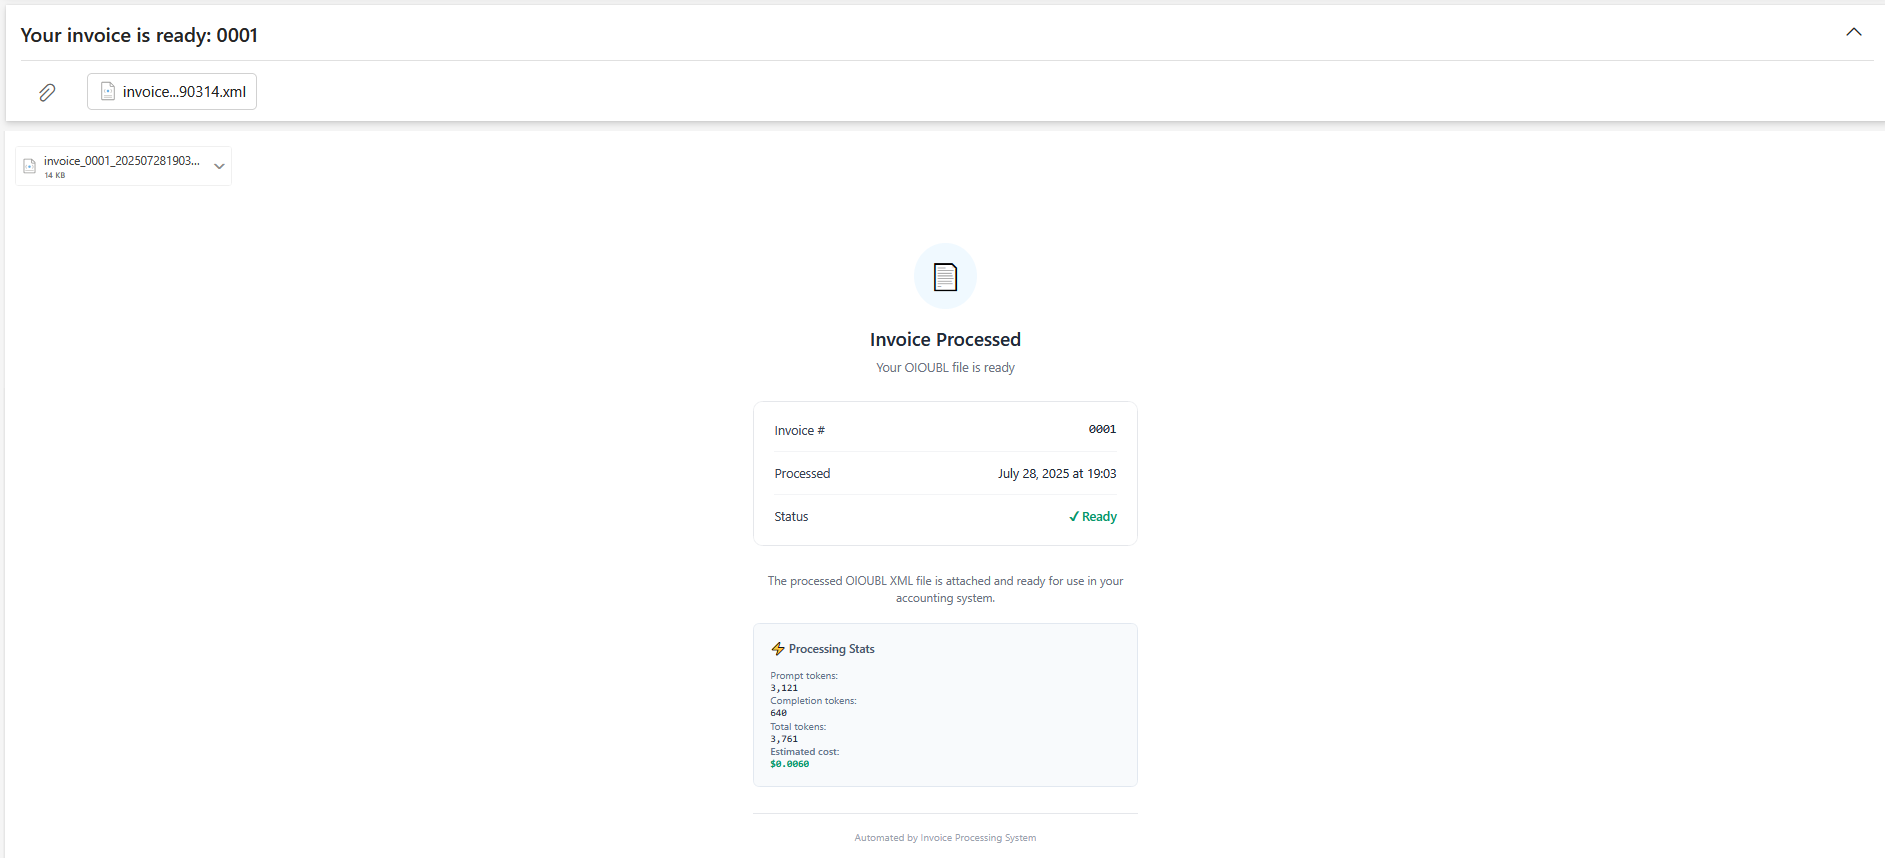 Your invoice is ready: 0001
invoice...90314.xml
invoice_0001_202507281903...
14 KB
Invoice Processed
Your OIOUBL file is ready
Invoice # 0001
Processed July 28, 2025 at 19:03
Status ✓ Ready
The processed OIOUBL XML file is attached and ready for use in your
accounting system.
⚡ Processing Stats
Prompt tokens:
3,121
Completion tokens:
640
Total tokens:
3,761
Estimated cost:
$0.0060
Automated by Invoice Processing System